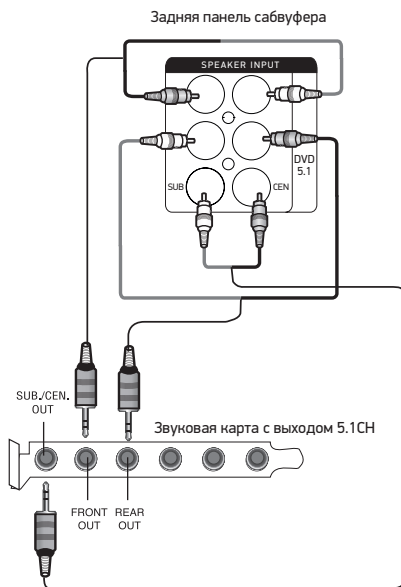 Задняя панель сабвуфера
SPEAKER INPUT
DVD
5.1
SUB
CEN
SUB./CEN.
OUT
Звуковая карта с выходом 5.1CH
FRONT
OUT
REAR
OUT